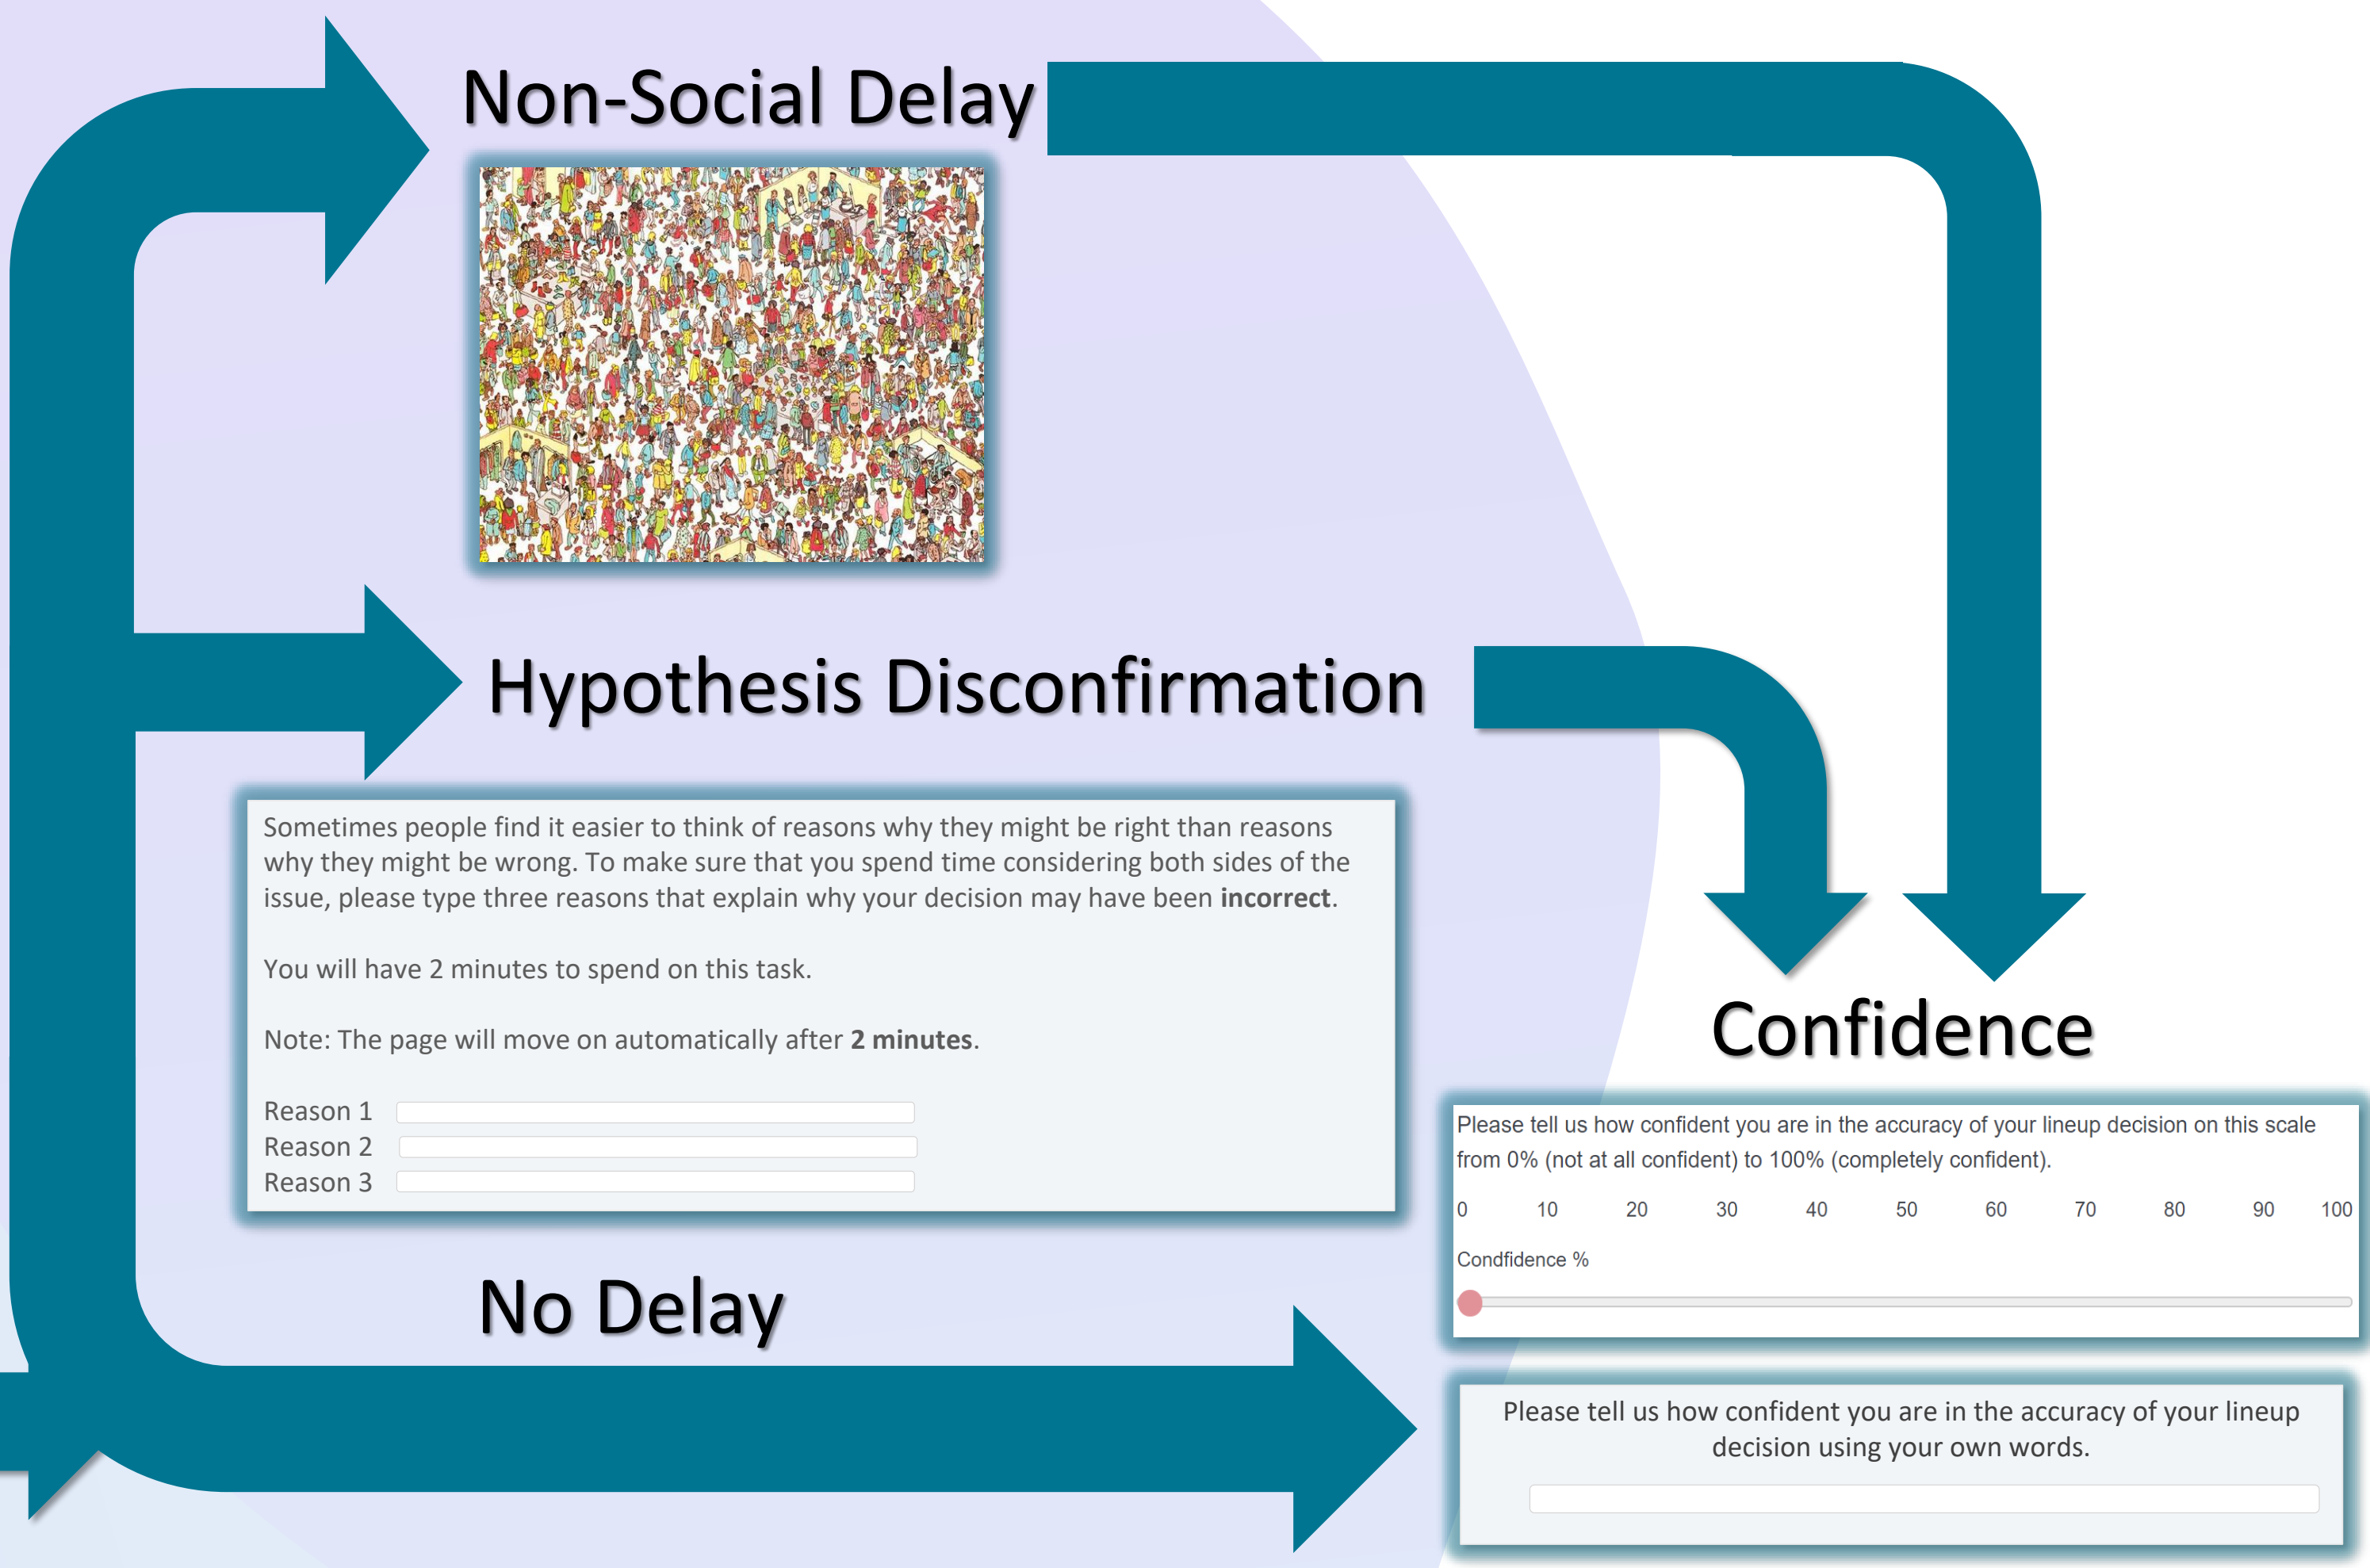 Non-Social Delay
Hypothesis Disconfirmation
Sometimes people find it easier to think of reasons why they might be right than reasons
why they might be wrong. To make sure that you spend time considering both sides of the
issue, please type three reasons that explain why your decision may have been incorrect.
You will have 2 minutes to spend on this task.
Note: The page will move on automatically after 2 minutes.
Reason 1
Reason 2
Reason 3
No Delay
Confidence
Please tell us how confident you are in the accuracy of your lineup decision on this scale
from 0% (not at all confident) to 100% (completely confident).
0 10 20 30 40 50 60 70 80 90 100
Condfidence %
Please tell us how confident you are in the accuracy of your lineup
decision using your own words.